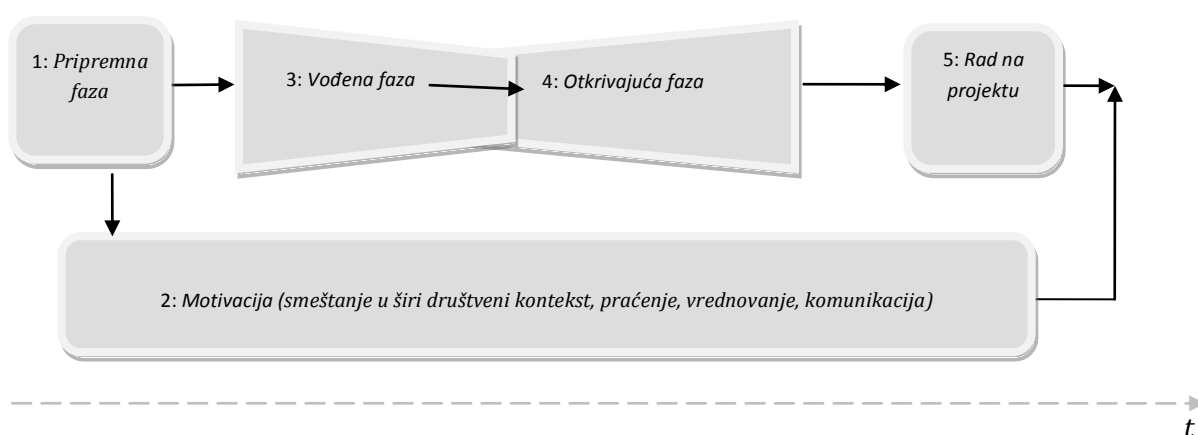 1: Pripremna
faza
3: Vođena faza
4: Otkrivajuća faza
5: Rad na
projektu
2: Motivacija (smeštanje u širi društveni kontekst, praćenje, vrednovanje, komunikacija)
t